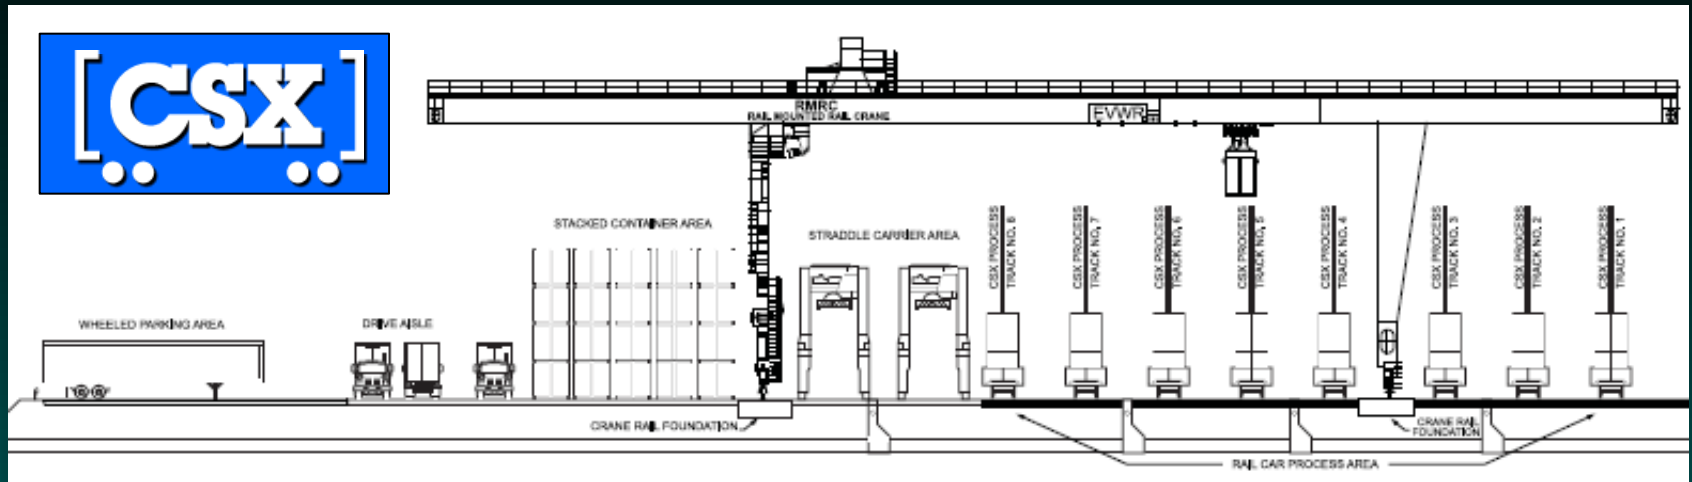 [CSX]
RMRC
RAIL MOUNTED RAIL CRANE
EVWR
STACKED CONTAINER AREA
STRADDLE CARRIER AREA
CSX PROCESS
TRACK NO. 8
CSX PROCESS
TRACK NO. 7
CSX PROCESS
TRACK NO. 6
CSX PROCESS
TRACK NO. 5
CSX PROCESS
TRACK NO. 4
CSX PROCESS
TRACK NO. 3
CSX PROCESS
TRACK NO. 2
CSX PROCESS
TRACK NO. 1
WHEELED PARKING AREA
DRIVE AISLE
CRANE RAIL FOUNDATION
CRANE RAIL
FOUNDATION
RAIL CAR PROCESS AREA